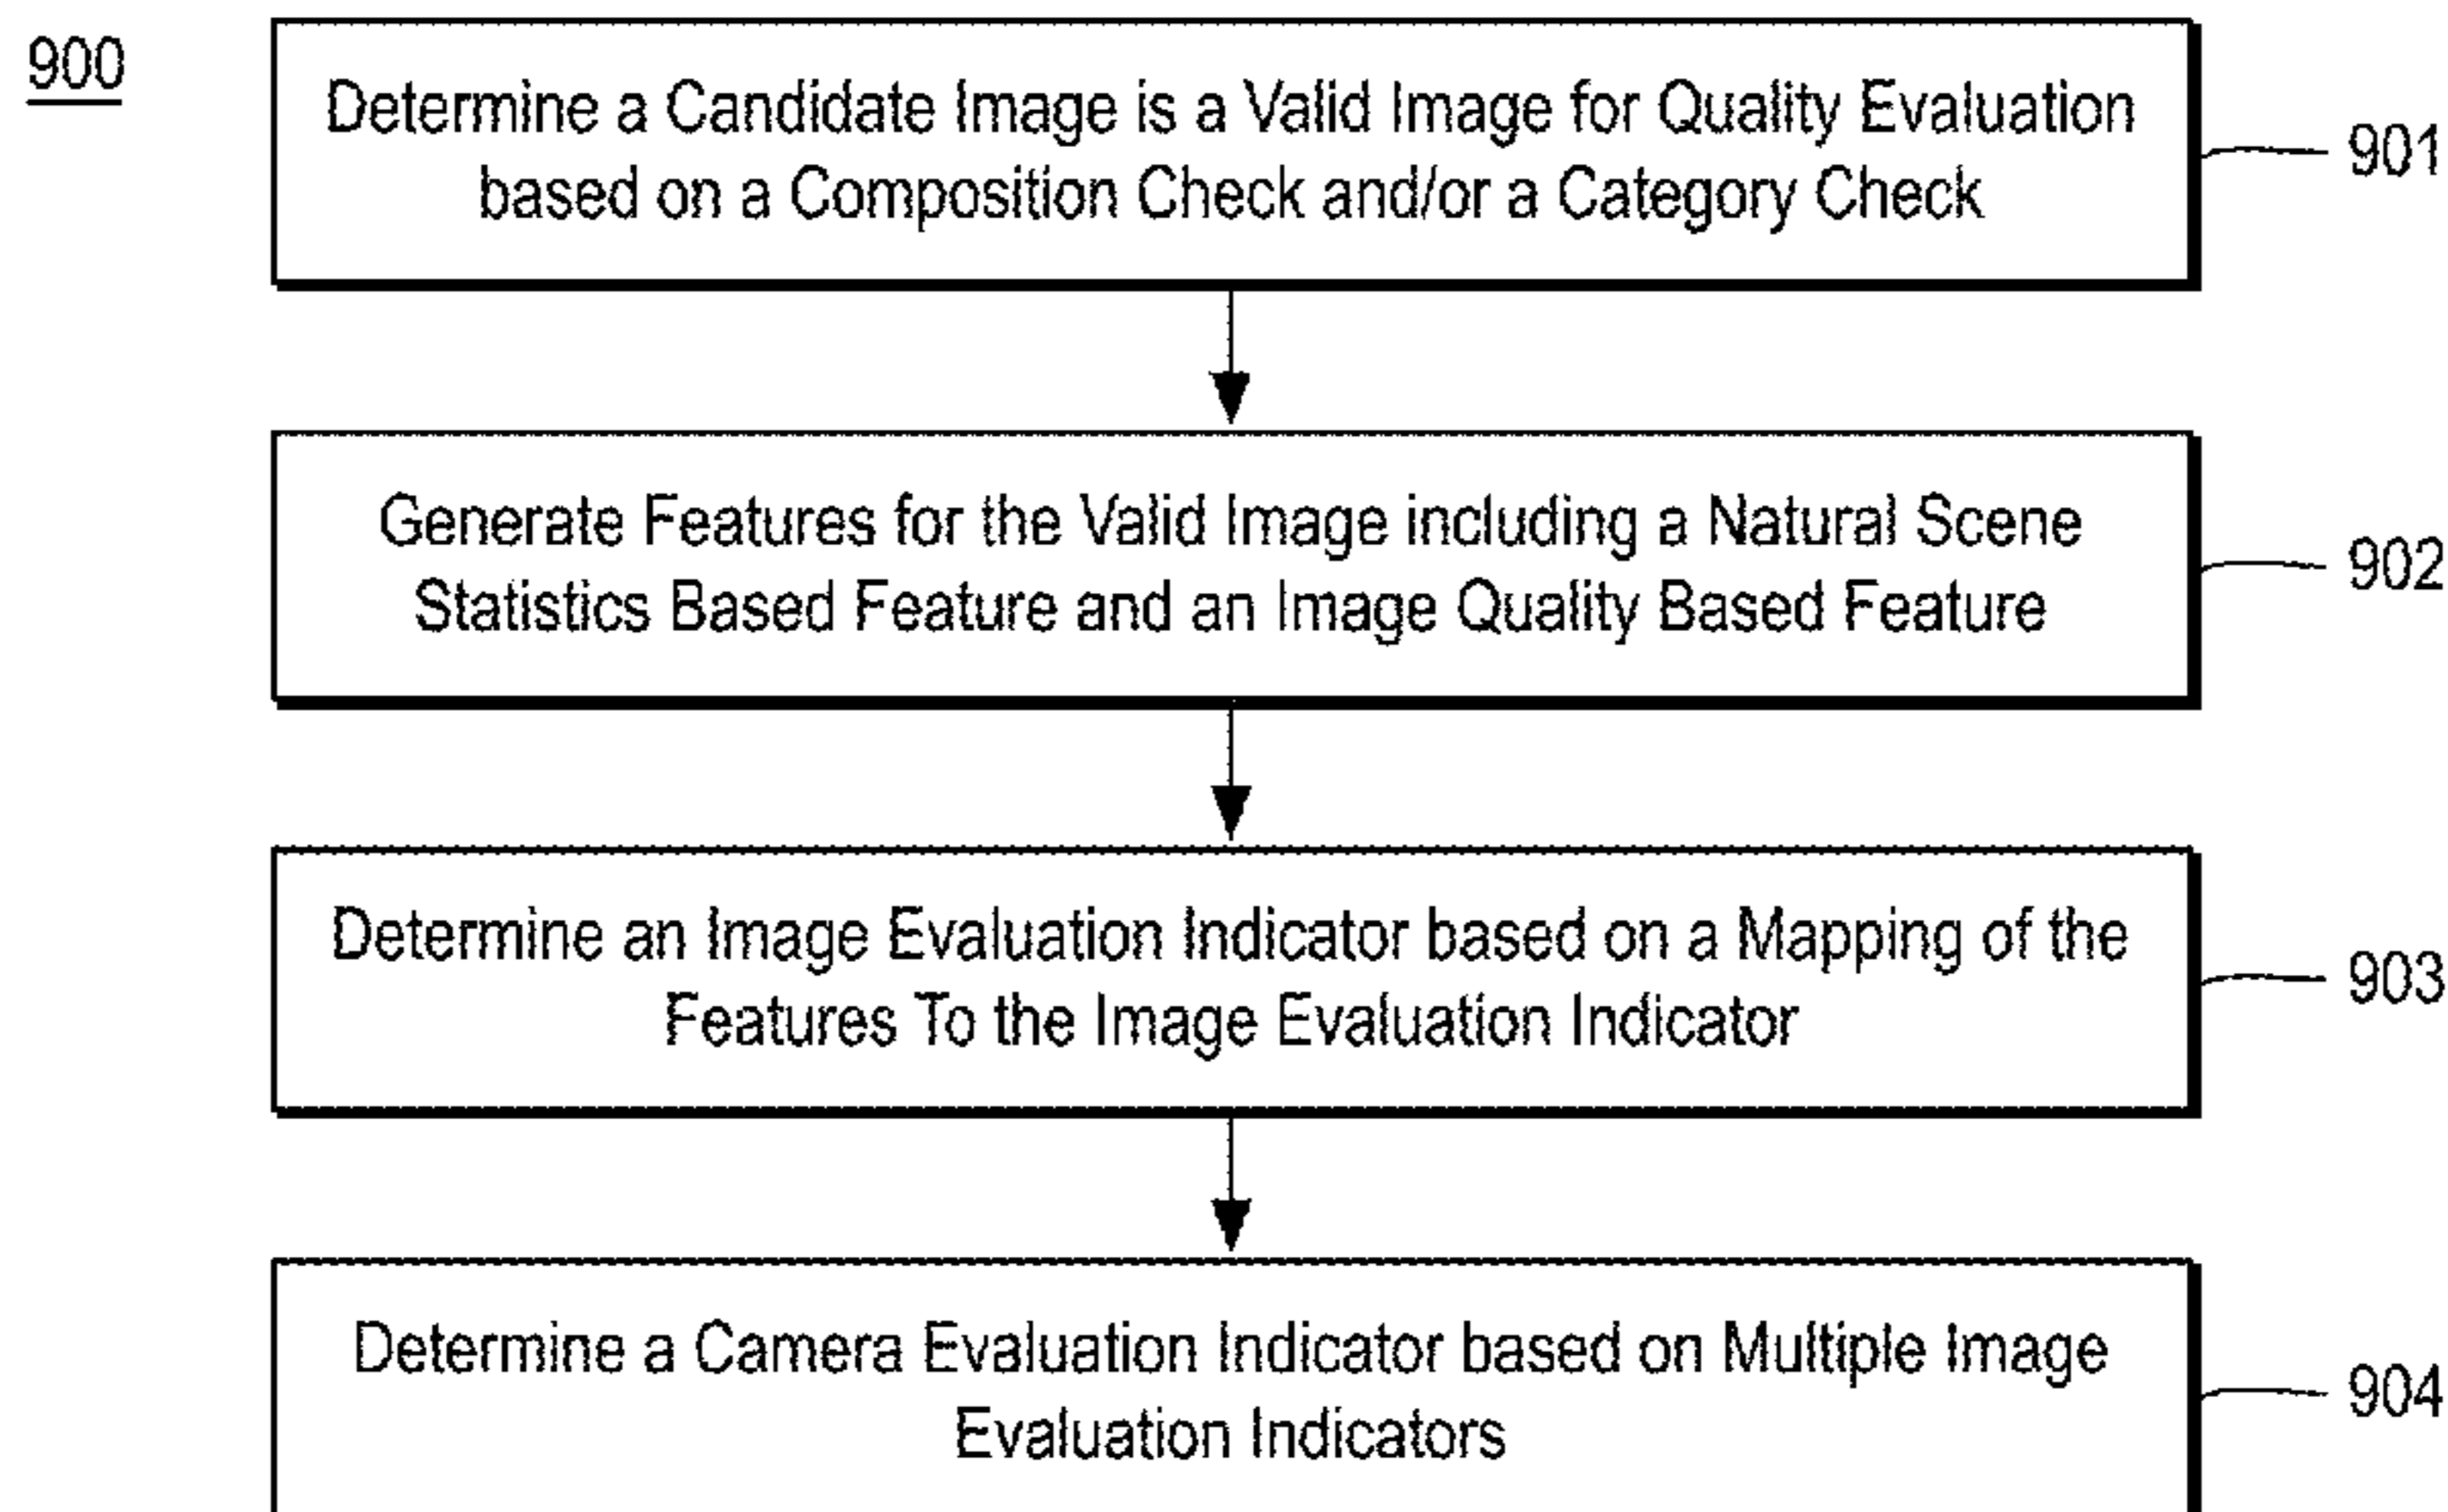 900
Determine a Candidate Image is a Valid Image for Quality Evaluation
based on a Composition Check and/or a Category Check
901
Generate Features for the Valid Image including a Natural Scene
Statistics Based Feature and an Image Quality Based Feature
902
Determine an Image Evaluation Indicator based on a Mapping of the
Features To the Image Evaluation Indicator
903
Determine a Camera Evaluation Indicator based on Multiple Image
Evaluation Indicators
904